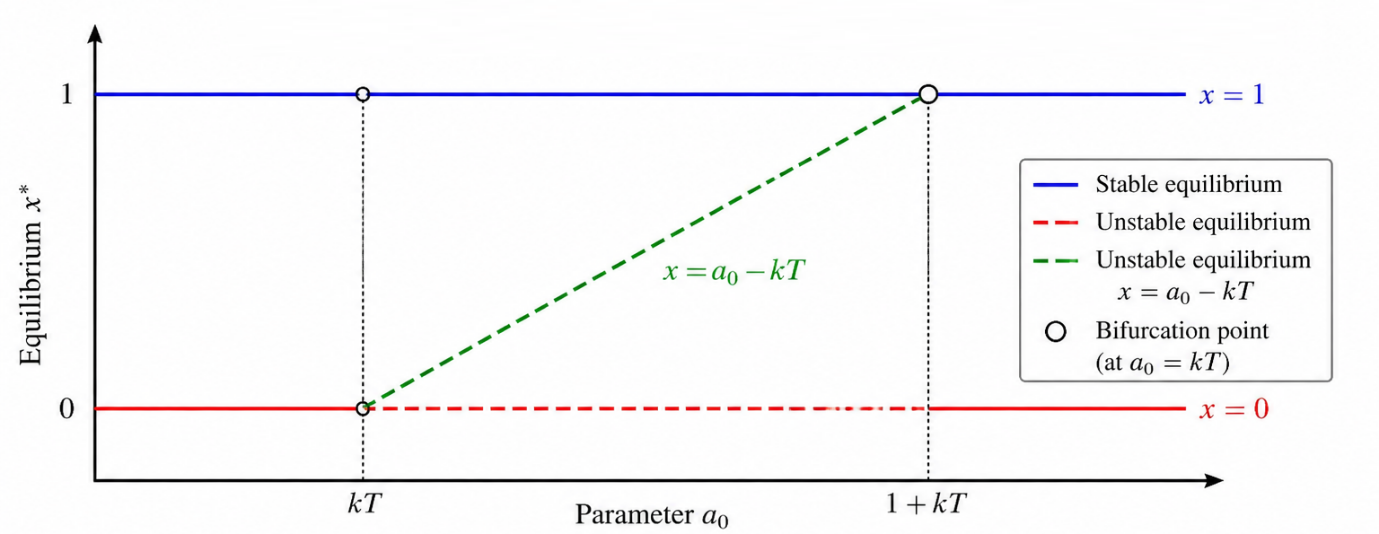 1
x = 1
Equilibrium x*
Stable equilibrium
Unstable equilibrium
Unstable equilibrium
x = a₀ − kT
Bifurcation point
(at a₀ = kT)
x = a₀ − kT
0
x = 0
kT
1 + kT
Parameter a₀